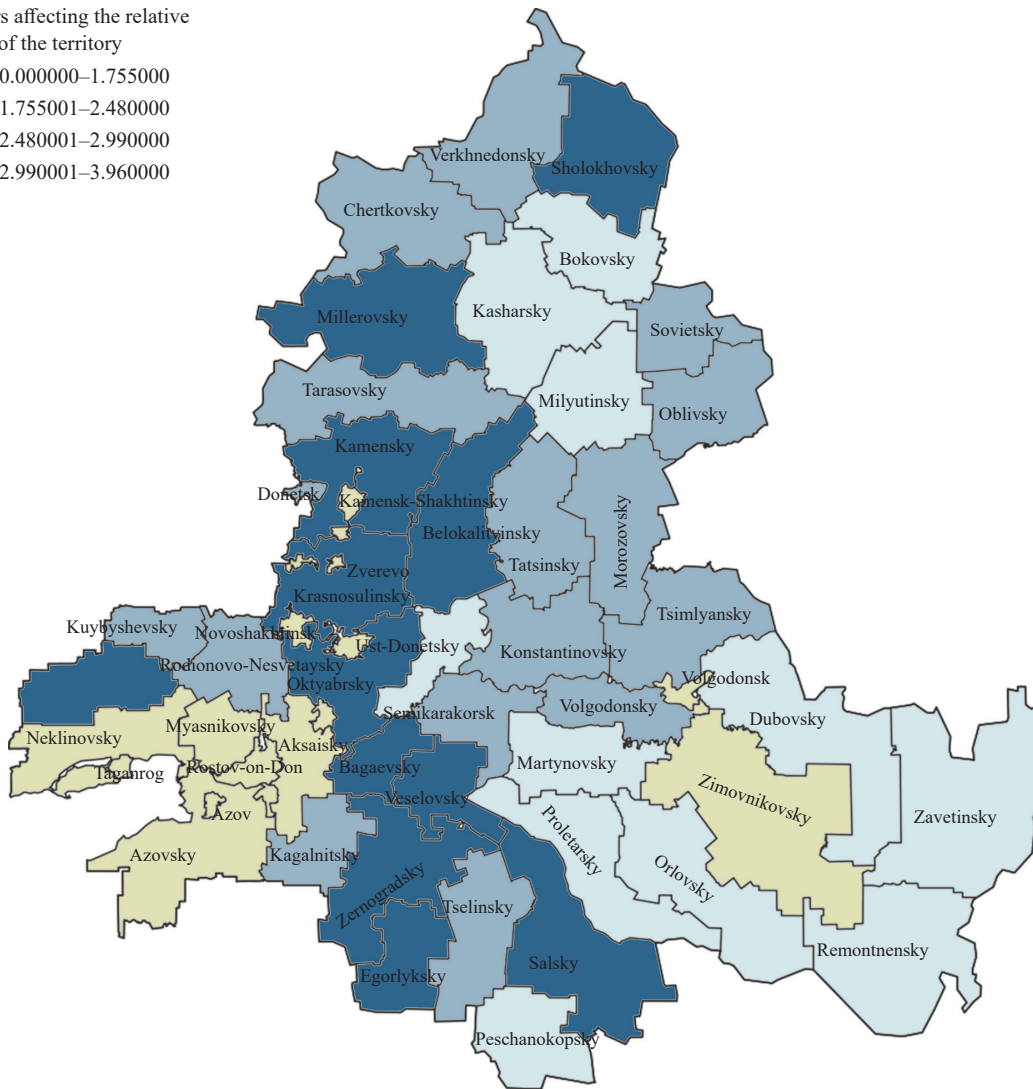 rs affecting the relative
of the territory
0.000000–1.755000
1.755001–2.480000
2.480001–2.990000
2.990001–3.960000
Verkhnedonsky
Sholokhovsky
Chertkovsky
Bokovsky
Millerovsky
Kasharsky
Sovietsky
Tarasovsky
Milyutinsky
Oblivsky
Kamensky
Donetsk
Kamensk-Shakhtinsky
Belokalitvinsky
Morozovsky
Tatsinsky
Zverevo
Krasnosulinsky
Tsimlyansky
Kuybyshevsky
Novoshakhtinsk
Ust-Donetsky
Konstantinovsky
Rodionovo-Nesvetaysky
Oktyabrsky
Volgodonsk
Semikarakorsk
Volgodonsky
Dubovsky
Neklinovsky
Myasnikovsky
Aksaisky
Taganrog
Rostov-on-Don
Bagaevsky
Martynovsky
Zimovnikovsky
Veselovsky
Azov
Proletarsky
Zavetinsky
Azovsky
Kagalnitsky
Orlovsky
Zernogradsky
Tselinsky
Remontnensky
Egorlyksky
Salsky
Peschanokopsky